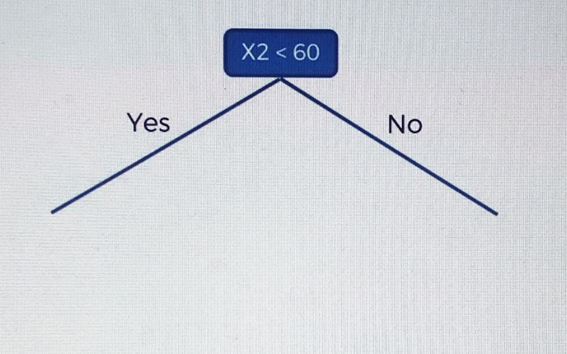 X2 < 60
Yes
No